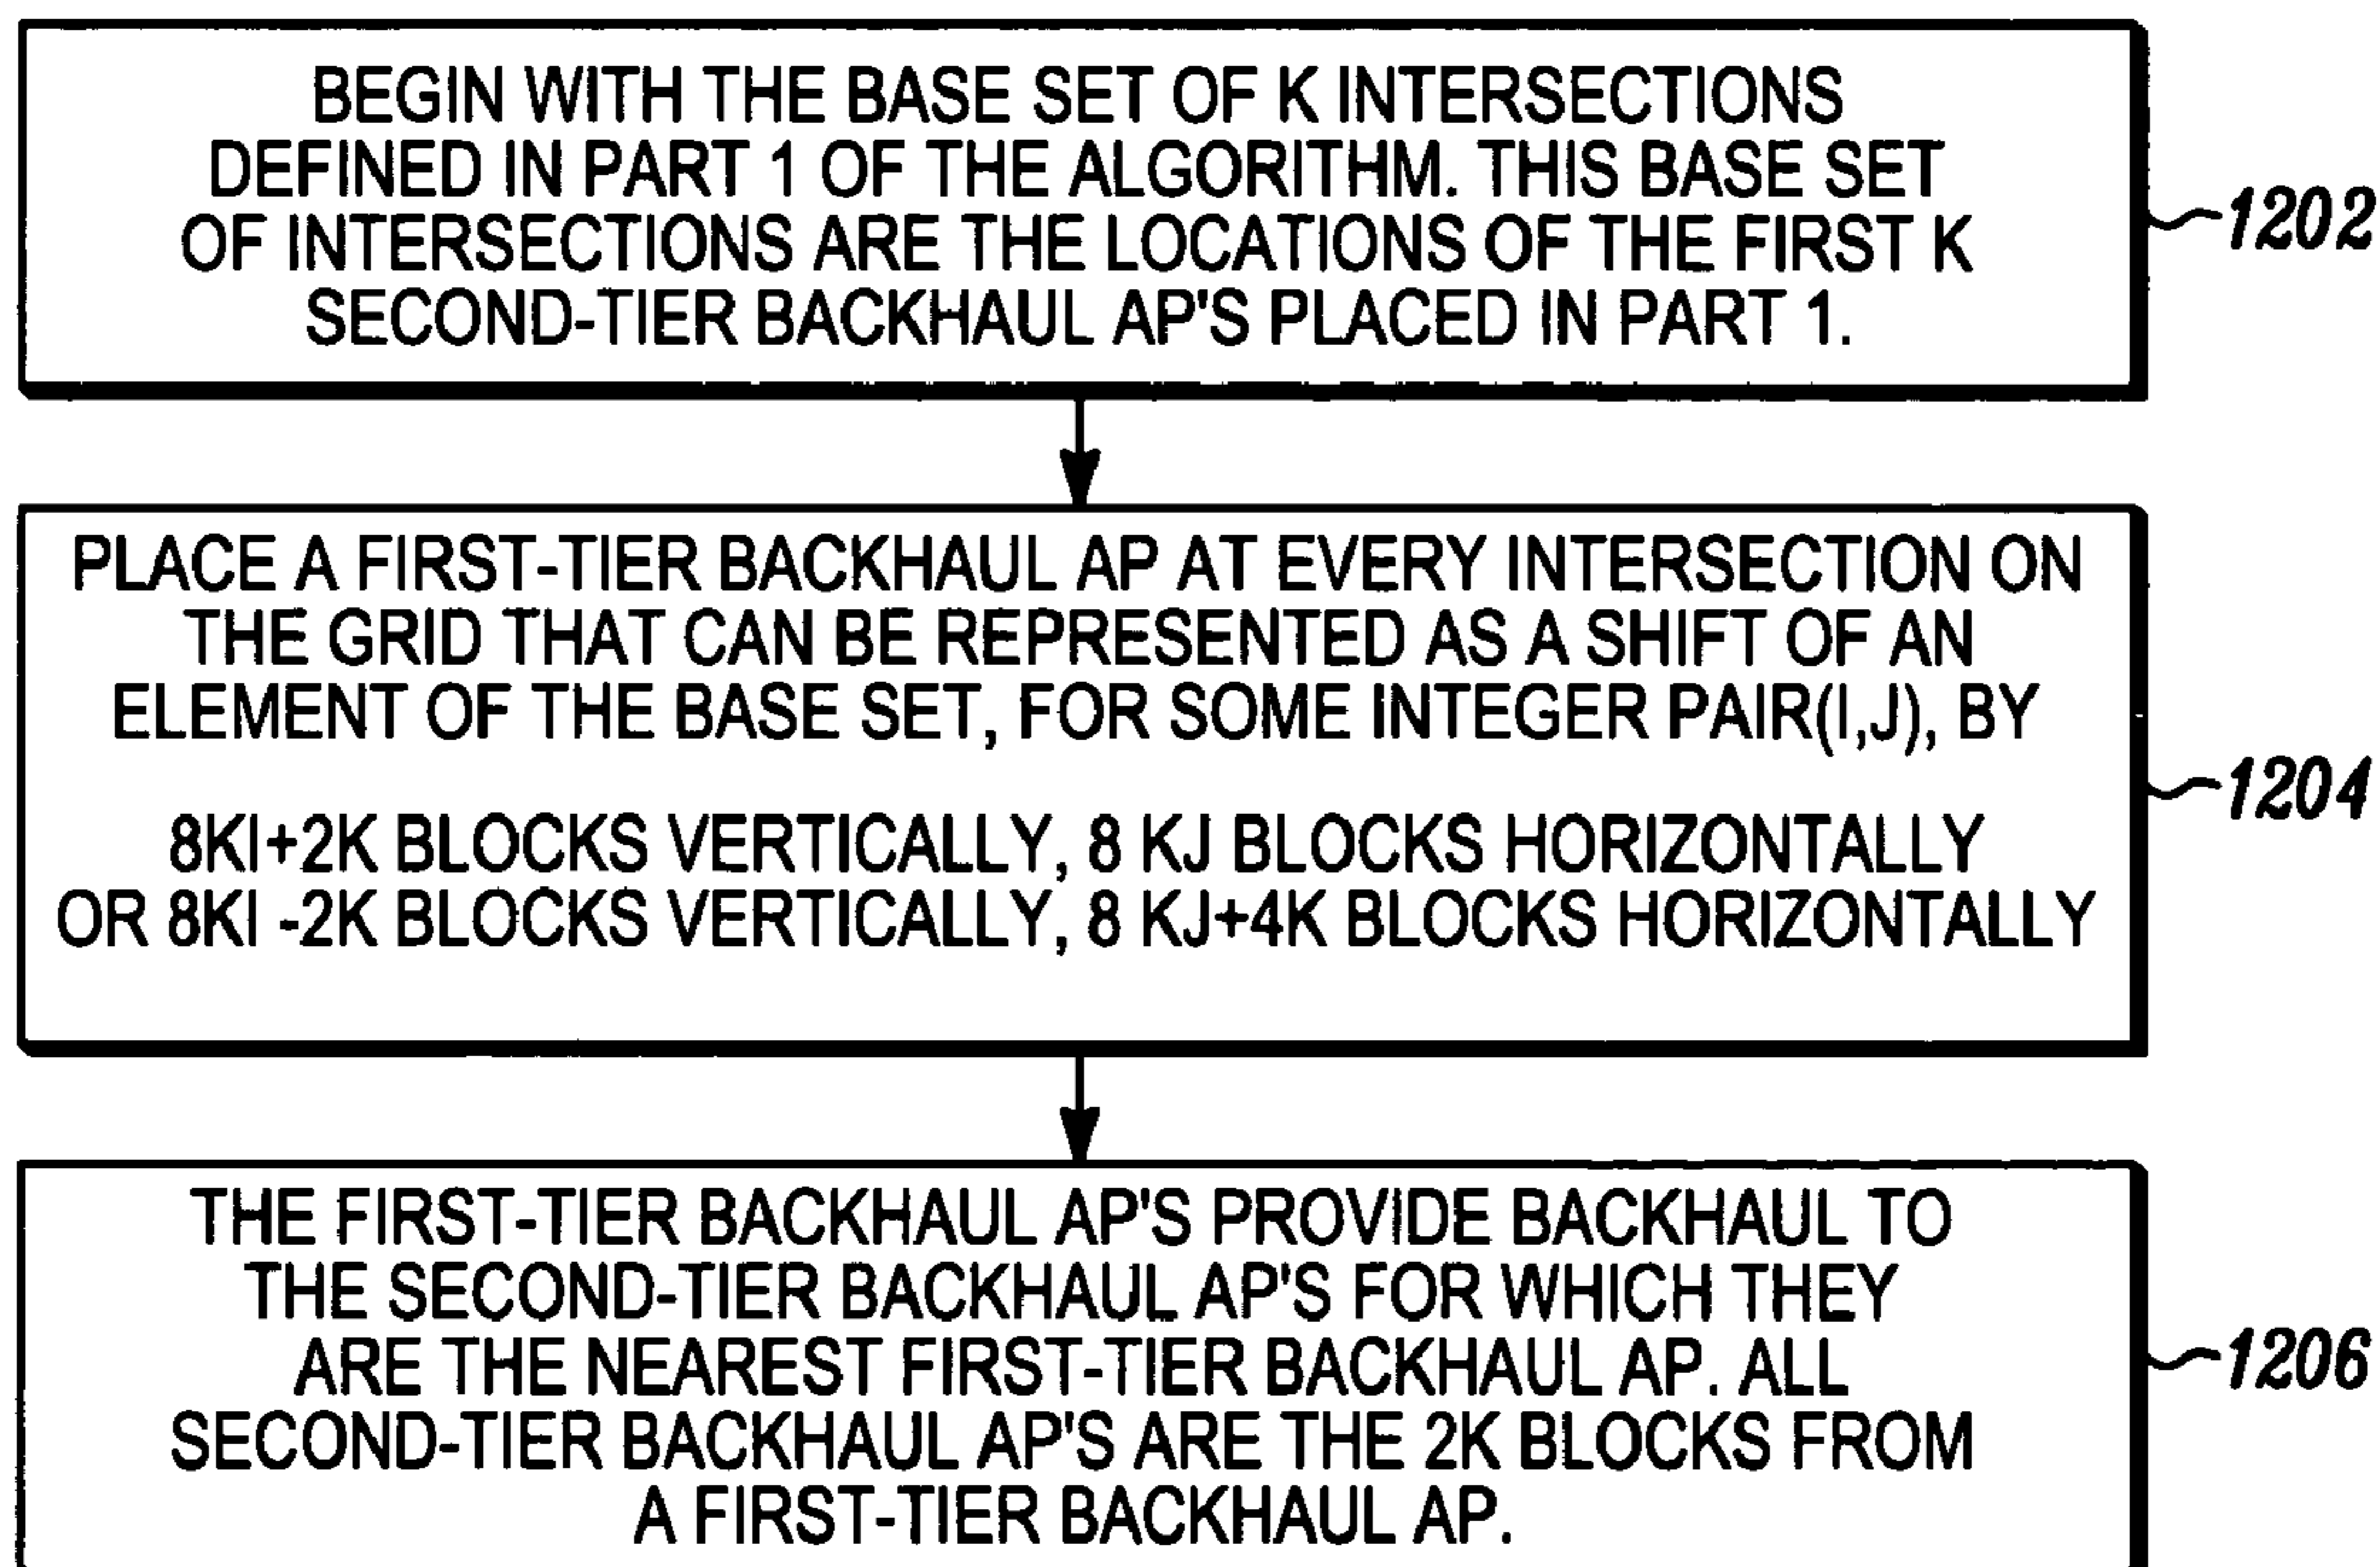 BEGIN WITH THE BASE SET OF K INTERSECTIONS
DEFINED IN PART 1 OF THE ALGORITHM. THIS BASE SET
OF INTERSECTIONS ARE THE LOCATIONS OF THE FIRST K
SECOND-TIER BACKHAUL AP'S PLACED IN PART 1.
1202
PLACE A FIRST-TIER BACKHAUL AP AT EVERY INTERSECTION ON
THE GRID THAT CAN BE REPRESENTED AS A SHIFT OF AN
ELEMENT OF THE BASE SET, FOR SOME INTEGER PAIR(I,J), BY
8KI+2K BLOCKS VERTICALLY, 8 KJ BLOCKS HORIZONTALLY
OR 8KI -2K BLOCKS VERTICALLY, 8 KJ+4K BLOCKS HORIZONTALLY
1204
THE FIRST-TIER BACKHAUL AP'S PROVIDE BACKHAUL TO
THE SECOND-TIER BACKHAUL AP'S FOR WHICH THEY
ARE THE NEAREST FIRST-TIER BACKHAUL AP. ALL
SECOND-TIER BACKHAUL AP'S ARE THE 2K BLOCKS FROM
A FIRST-TIER BACKHAUL AP.
1206